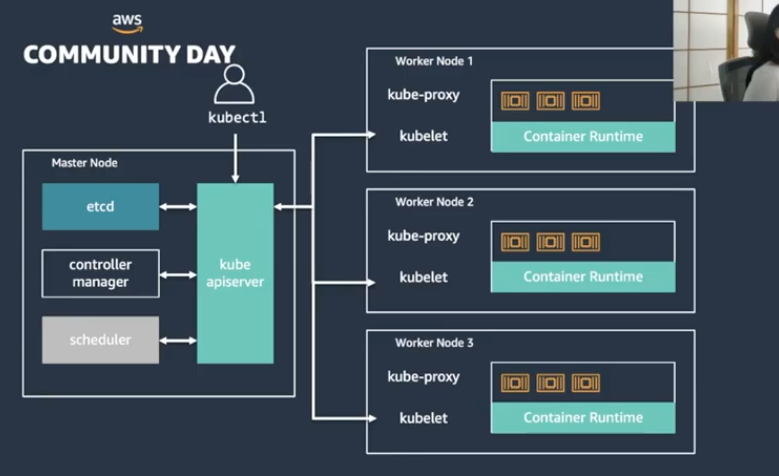 aws
COMMUNITY DAY
kubectl
Master Node
etcd
controller
manager
scheduler
kube
apiserver
Worker Node 1
kube-proxy
kubelet
Container Runtime
Worker Node 2
kube-proxy
kubelet
Container Runtime
Worker Node 3
kube-proxy
kubelet
Container Runtime